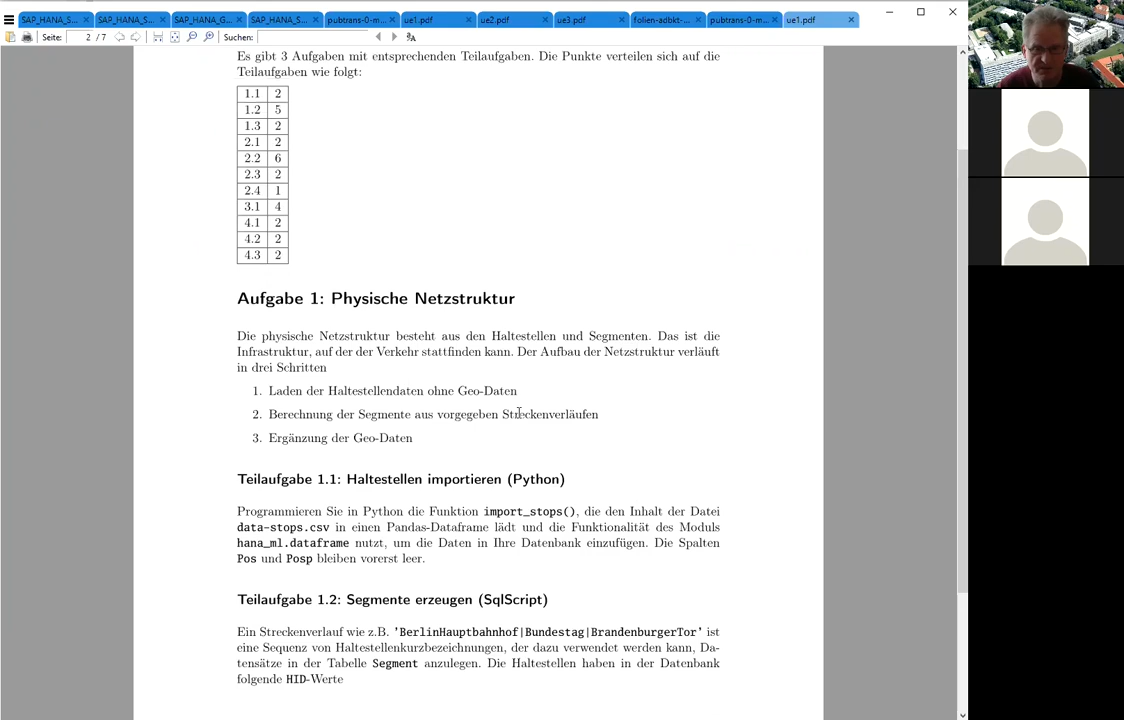 SAP_HANA_S...
SAP_HANA_S...
SAP_HANA_G...
SAP_HANA_S...
pubtrans-0-m...
ue1.pdf
ue2.pdf
ue3.pdf
folien-adbkt-...
pubtrans-0-m...
ue1.pdf
Seite: 2 / 7 Suchen:
Es gibt 3 Aufgaben mit entsprechenden Teilaufgaben. Die Punkte verteilen sich auf die
Teilaufgaben wie folgt:
1.1 2
1.2 5
1.3 2
2.1 2
2.2 6
2.3 2
2.4 1
3.1 4
4.1 2
4.2 2
4.3 2
Aufgabe 1: Physische Netzstruktur
Die physische Netzstruktur besteht aus den Haltestellen und Segmenten. Das ist die
Infrastruktur, auf der der Verkehr stattfinden kann. Der Aufbau der Netzstruktur verläuft
in drei Schritten
1. Laden der Haltestellendaten ohne Geo-Daten
2. Berechnung der Segmente aus vorgegeben Streckenverläufen
3. Ergänzung der Geo-Daten
Teilaufgabe 1.1: Haltestellen importieren (Python)
Programmieren Sie in Python die Funktion import_stops(), die den Inhalt der Datei
data-stops.csv in einen Pandas-Dataframe lädt und die Funktionalität des Moduls
hana_ml.dataframe nutzt, um die Daten in Ihre Datenbank einzufügen. Die Spalten
Pos und Posp bleiben vorerst leer.
Teilaufgabe 1.2: Segmente erzeugen (SqlScript)
Ein Streckenverlauf wie z.B. 'BerlinHauptbahnhof|Bundestag|BrandenburgerTor' ist
eine Sequenz von Haltestellenkurzbezeichnungen, der dazu verwendet werden kann, Da-
tensätze in der Tabelle Segment anzulegen. Die Haltestellen haben in der Datenbank
folgende HID-Werte